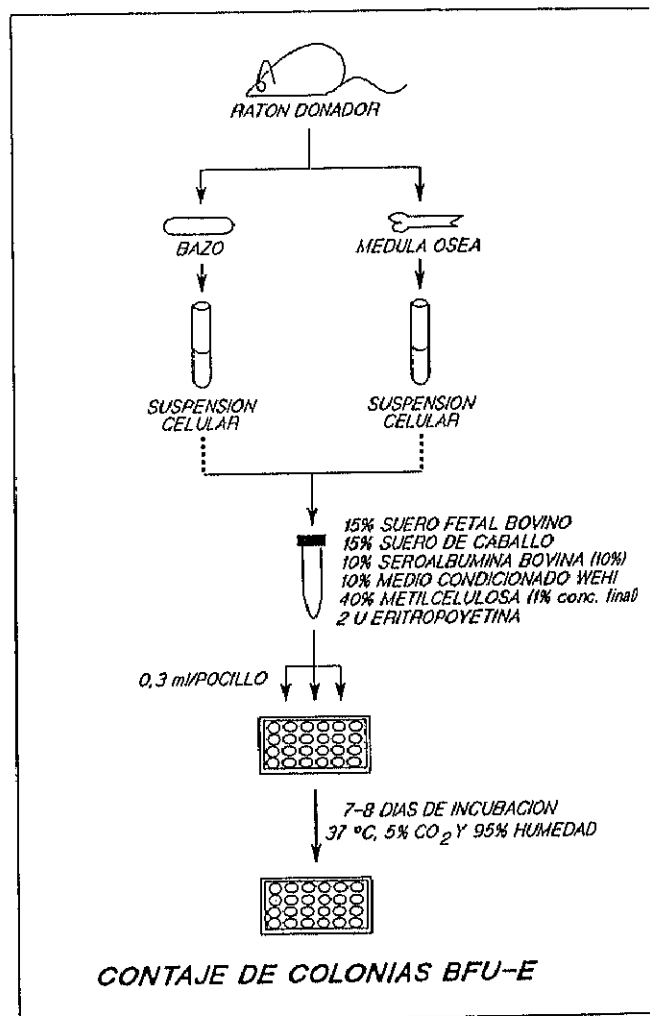 RATON DONADOR
BAZO
MEDULA OSEA
SUSPENSION
CELULAR
SUSPENSION
CELULAR
15% SUERO FETAL BOVINO
15% SUERO DE CABALLO
10% SEROALBUMINA BOVINA (10%)
10% MEDIO CONDICIONADO WEHI
40% METILCELULOSA (1% conc. final)
2 U ERITROPOYETINA
0,3 ml/POCILLO
7-8 DIAS DE INCUBACION
37 ºC, 5% CO2 Y 95% HUMEDAD
CONTAJE DE COLONIAS BFU-E